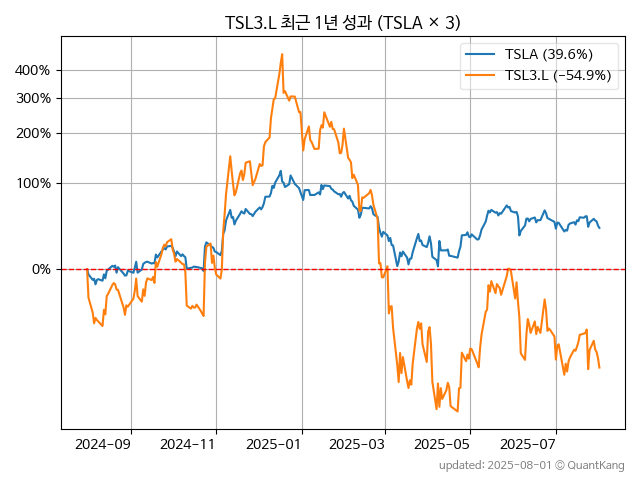 TSL3.L 최근 1년 성과 (TSLA × 3)
TSLA (39.6%)
TSL3.L (−54.9%)
400%
300%
200%
100%
0%
2024−09
2024−11
2025−01
2025−03
2025−05
2025−07
updated: 2025-08-01 © QuantKang